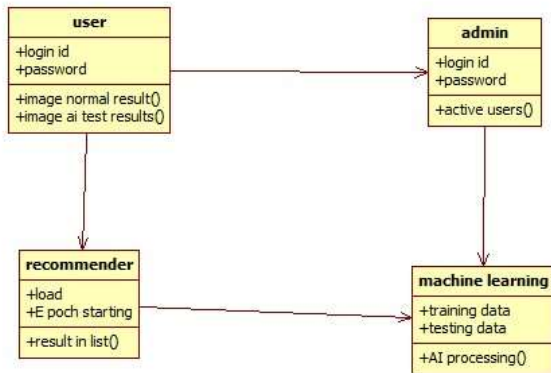 user
+login id
+password
+image normal result()
+image ai test results()
admin
+login id
+password
+active users()
recommender
+load
+E poch starting
+result in list()
machine learning
+training data
+testing data
+AI processing()